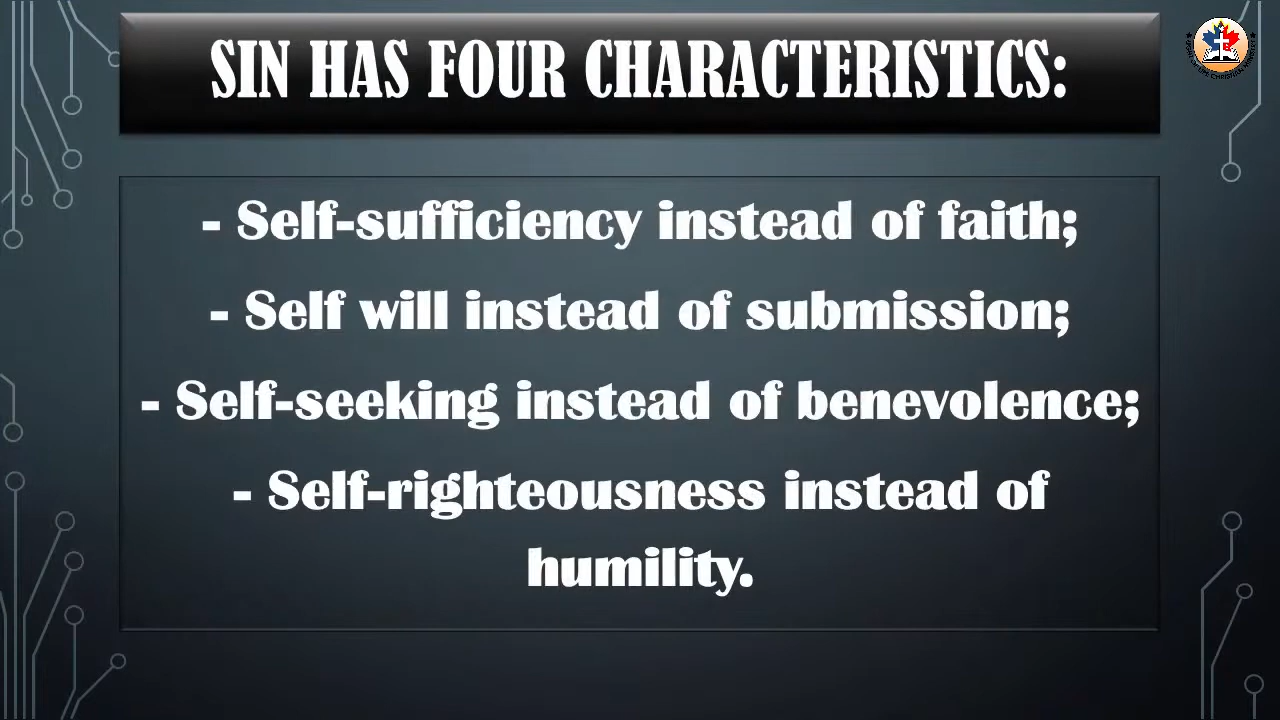 SIN HAS FOUR CHARACTERISTICS:
- Self-sufficiency instead of faith;
- Self will instead of submission;
- Self-seeking instead of benevolence;
- Self-righteousness instead of
humility.